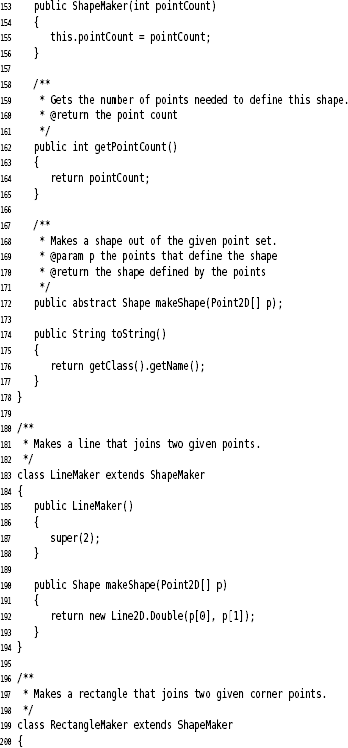 153    public ShapeMaker(int pointCount)
154    {
155       this.pointCount = pointCount;
156    }
157
158    /**
159     * Gets the number of points needed to define this shape.
160     * @return the point count
161     */
162    public int getPointCount()
163    {
164       return pointCount;
165    }
166
167    /**
168     * Makes a shape out of the given point set.
169     * @param p the points that define the shape
170     * @return the shape defined by the points
171     */
172    public abstract Shape makeShape(Point2D[] p);
173
174    public String toString()
175    {
176       return getClass().getName();
177    }
178 }
179
180 /**
181  * Makes a line that joins two given points.
182  */
183 class LineMaker extends ShapeMaker
184 {
185    public LineMaker()
186    {
187       super(2);
188    }
189
190    public Shape makeShape(Point2D[] p)
191    {
192       return new Line2D.Double(p[0], p[1]);
193    }
194 }
195
196 /**
197  * Makes a rectangle that joins two given corner points.
198  */
199 class RectangleMaker extends ShapeMaker
200 {